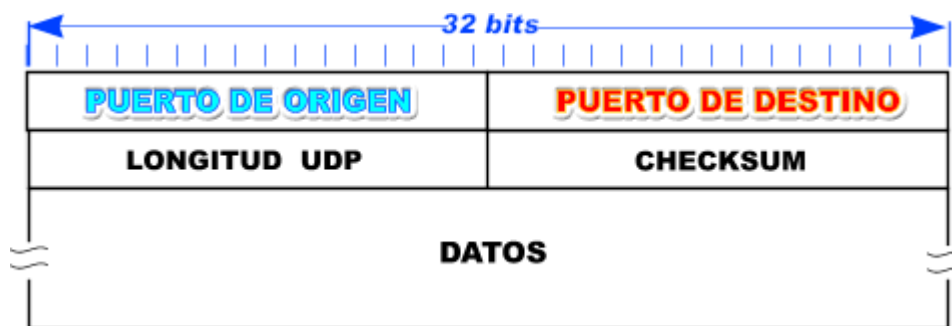 32 bits
PUERTO DE ORIGEN PUERTO DE DESTINO
LONGITUD UDP CHECKSUM
DATOS